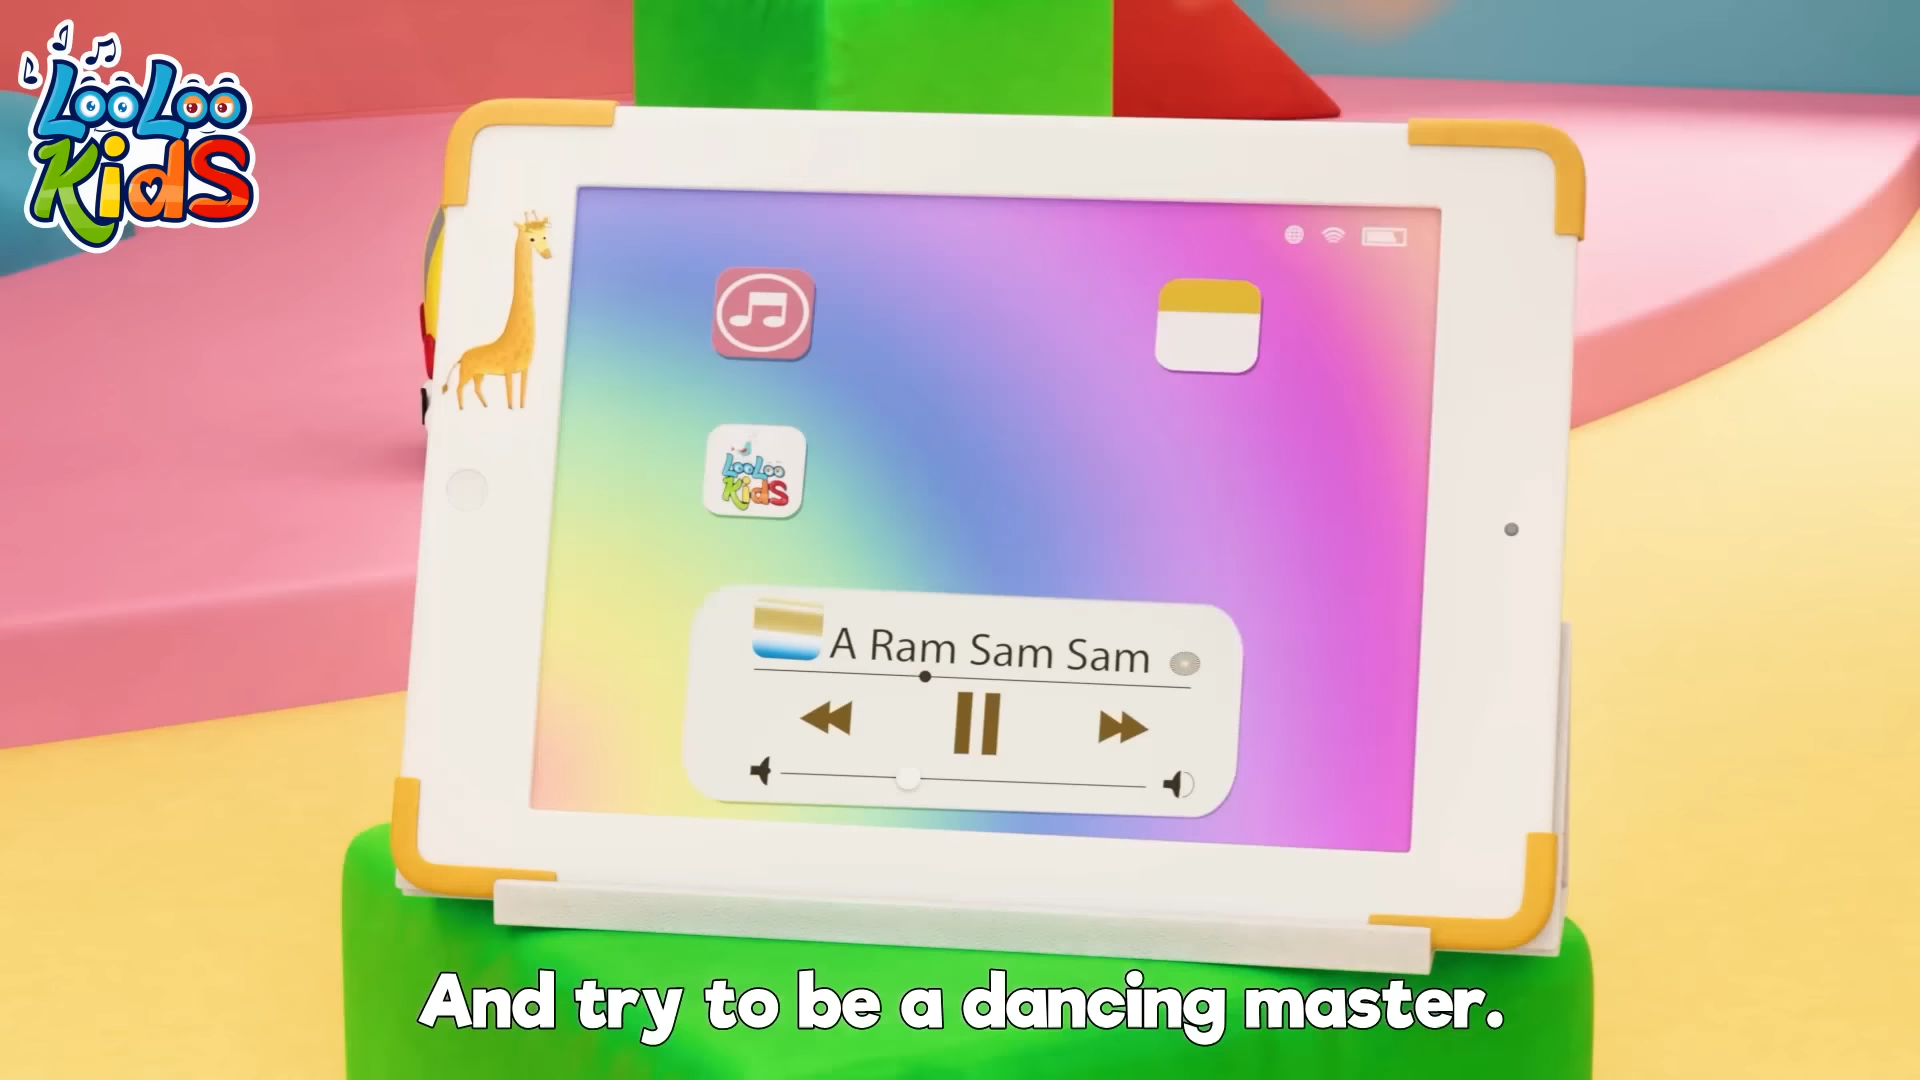 LooLoo
Kids
LooLoo
Kids
A Ram Sam Sam
And try to be a dancing master.